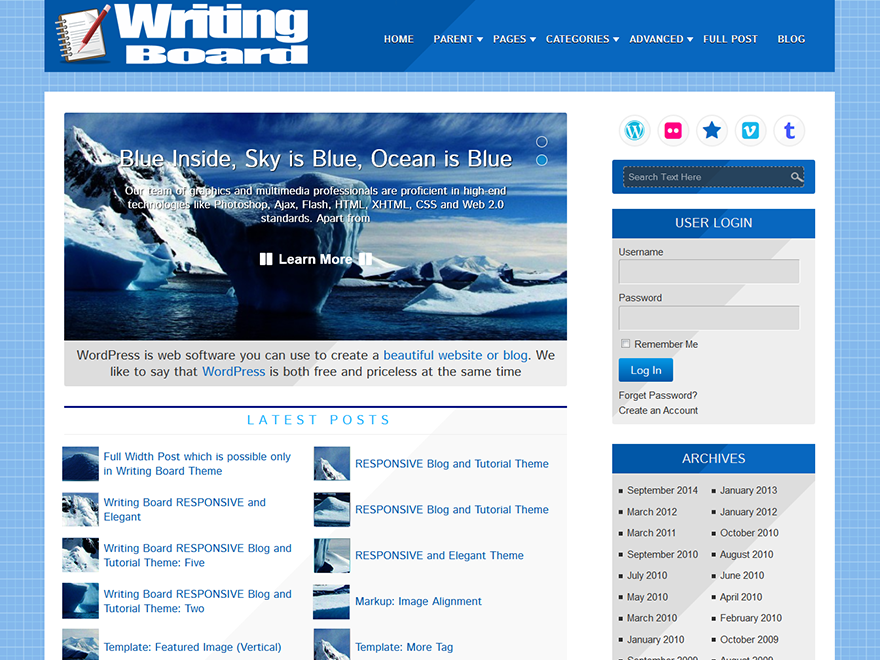 Writing
Board
HOME PARENT PAGES CATEGORIES ADVANCED FULL POST BLOG
Blue Inside, Sky is Blue, Ocean is Blue
Our team of graphics and multimedia professionals are proficient in high-end
technologies like Photoshop, Ajax, Flash, HTML, XHTML, CSS and Web 2.0
standards. Apart from
Learn More
WordPress is web software you can use to create a beautiful website or blog. We
like to say that WordPress is both free and priceless at the same time
LATEST POSTS
Full Width Post which is possible only
in Writing Board Theme
RESPONSIVE Blog and Tutorial Theme
Writing Board RESPONSIVE and
Elegant
RESPONSIVE Blog and Tutorial Theme
Writing Board RESPONSIVE Blog and
Tutorial Theme: Five
RESPONSIVE and Elegant Theme
Writing Board RESPONSIVE Blog and
Tutorial Theme: Two
Markup: Image Alignment
Template: Featured Image (Vertical)
Template: More Tag
Search Text Here
USER LOGIN
Username
Password
Remember Me
Log In
Forget Password?
Create an Account
ARCHIVES
September 2014 January 2013
March 2012 January 2012
March 2011 October 2010
September 2010 August 2010
July 2010 June 2010
May 2010 April 2010
March 2010 February 2010
January 2010 October 2009
September 2009 August 2009